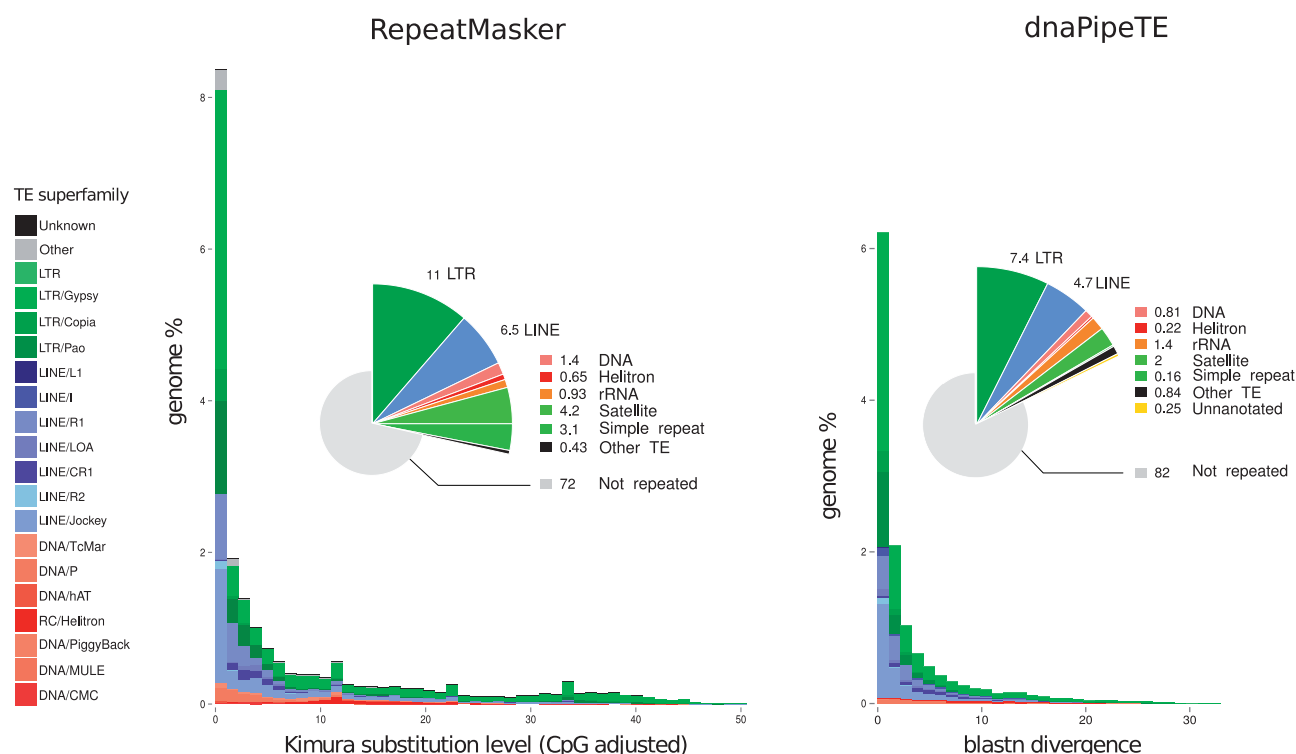 RepeatMasker
dnaPipeTE
TE superfamily
Unknown
Other
LTR
LTR/Gypsy
LTR/Copia
LTR/Pao
LINE/L1
LINE/I
LINE/R1
LINE/LOA
LINE/CR1
LINE/R2
LINE/Jockey
DNA/TcMar
DNA/P
DNA/hAT
RC/Helitron
DNA/PiggyBack
DNA/MULE
DNA/CMC
genome %
8
6
4
2
0
0 10 20 30 40 50
Kimura substitution level (CpG adjusted)
11 LTR
6.5 LINE
1.4 DNA
0.65 Helitron
0.93 rRNA
4.2 Satellite
3.1 Simple repeat
0.43 Other TE
72 Not repeated
genome %
6
4
2
0
0 10 20 30
blastn divergence
7.4 LTR
4.7 LINE
0.81 DNA
0.22 Helitron
1.4 rRNA
2 Satellite
0.16 Simple repeat
0.84 Other TE
0.25 Unnanotated
82 Not repeated